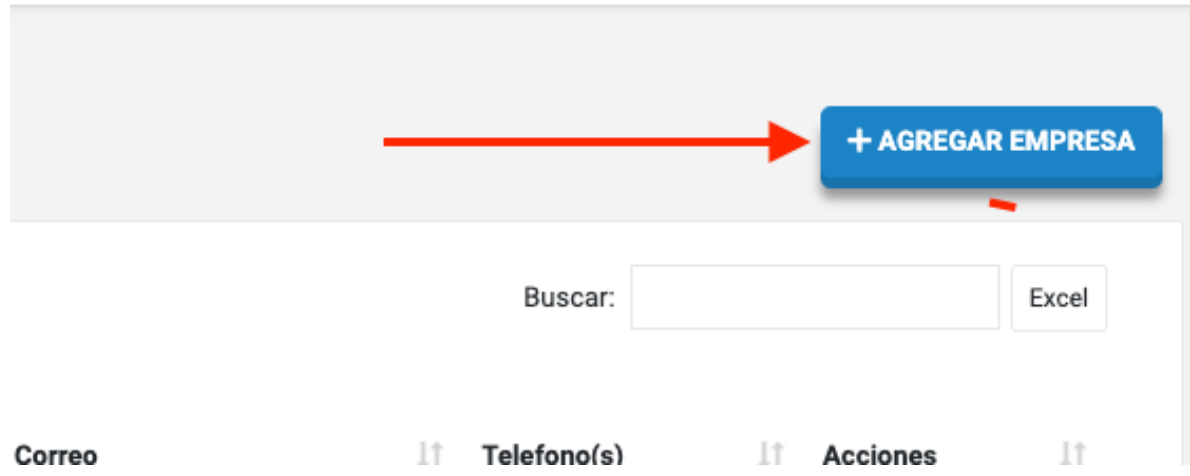 + AGREGAR EMPRESA
Buscar:
Excel
Correo Telefono(s) Acciones